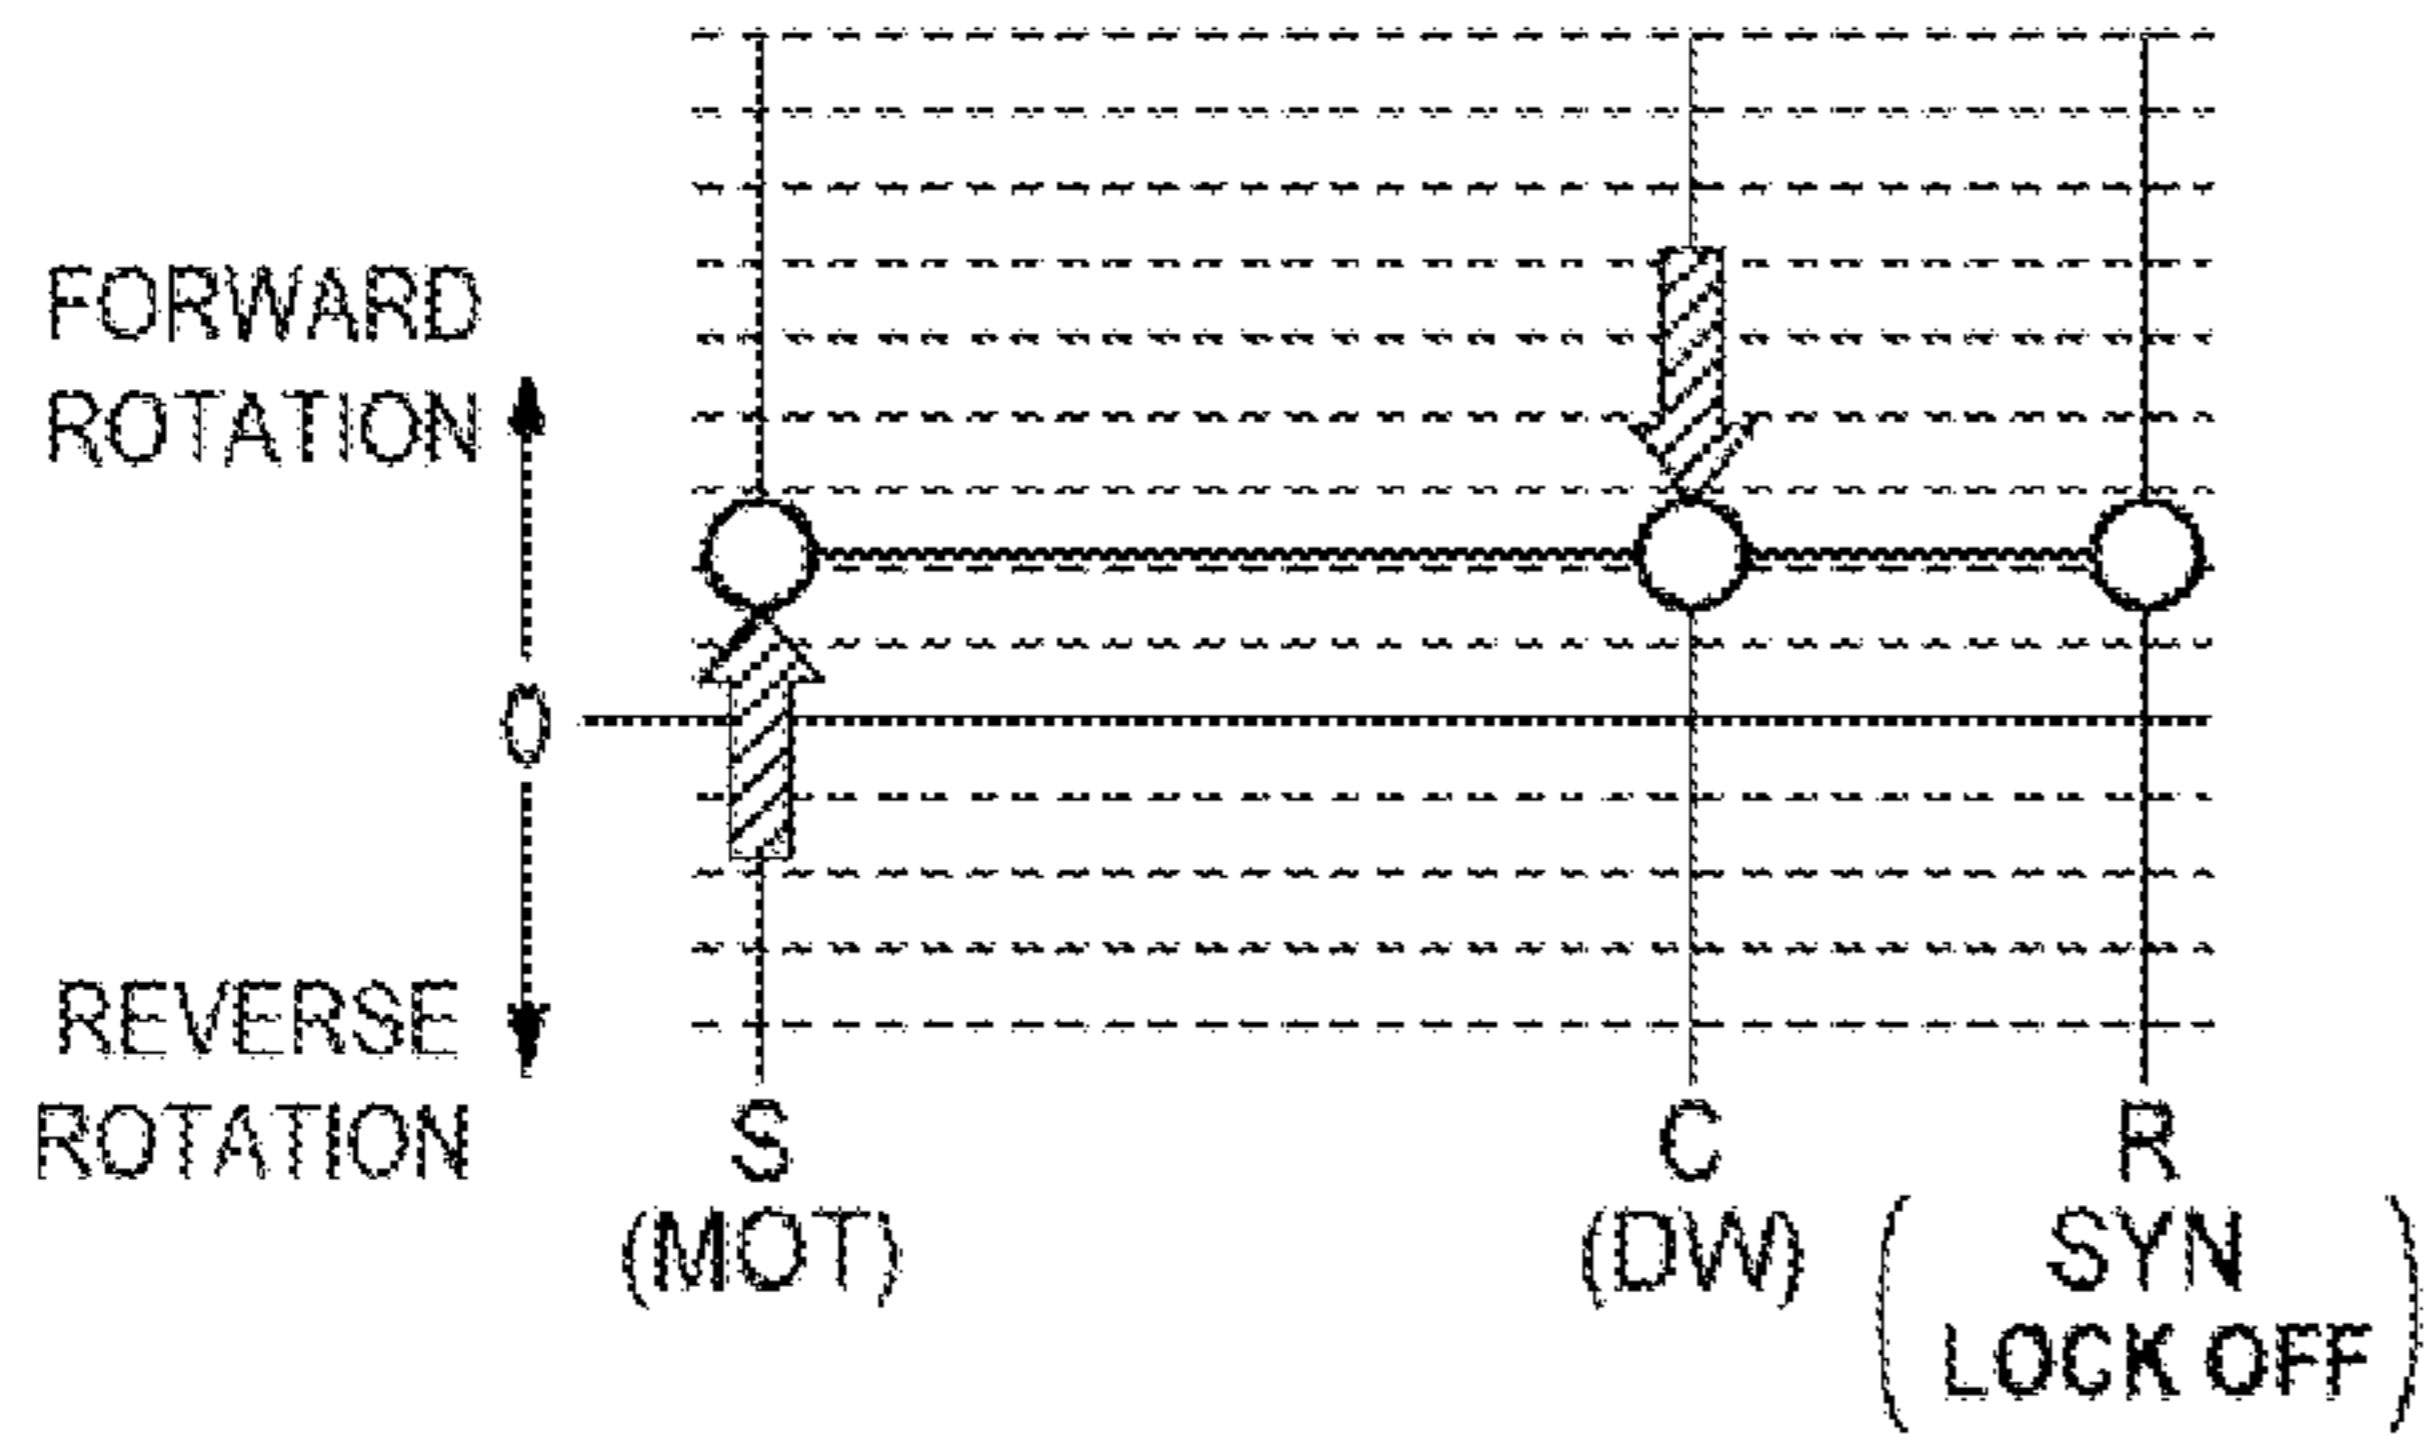 FORWARD
ROTATION
0
REVERSE
ROTATION
S
(MOT)
C
(DW)
R
(SYN
LOCK OFF)